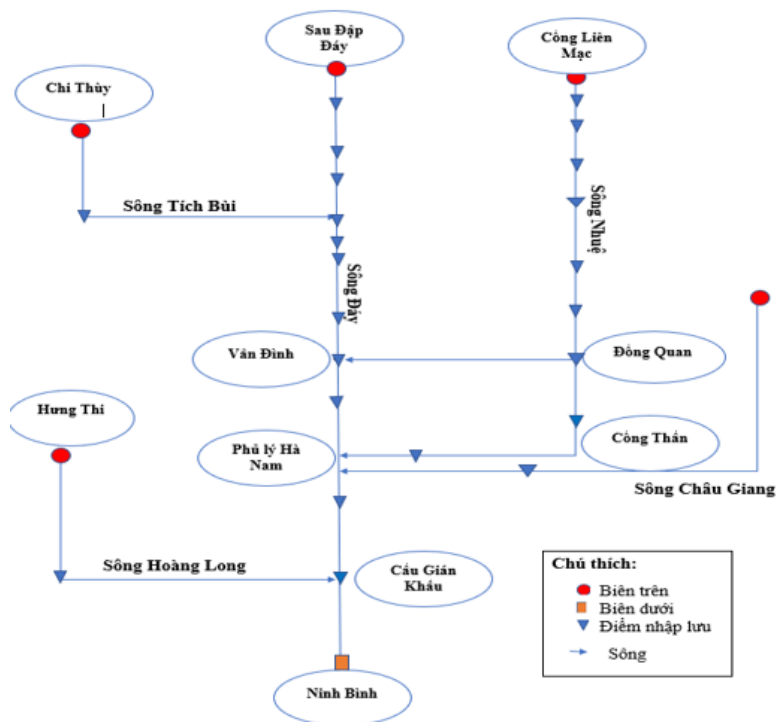 Sau Đập
Đáy
Cống Liên
Mạc
Chi Thủy
Sông Tích Bùi
Sông Nhuệ
Sông Đáy
Vân Đình
Đồng Quan
Hưng Thi
Phủ lý Hà
Nam
Cống Thần
Sông Châu Giang
Sông Hoàng Long
Cầu Gián
Khẩu
Ninh Bình
Chú thích:
Biên trên
Biên dưới
Điểm nhập lưu
Sông